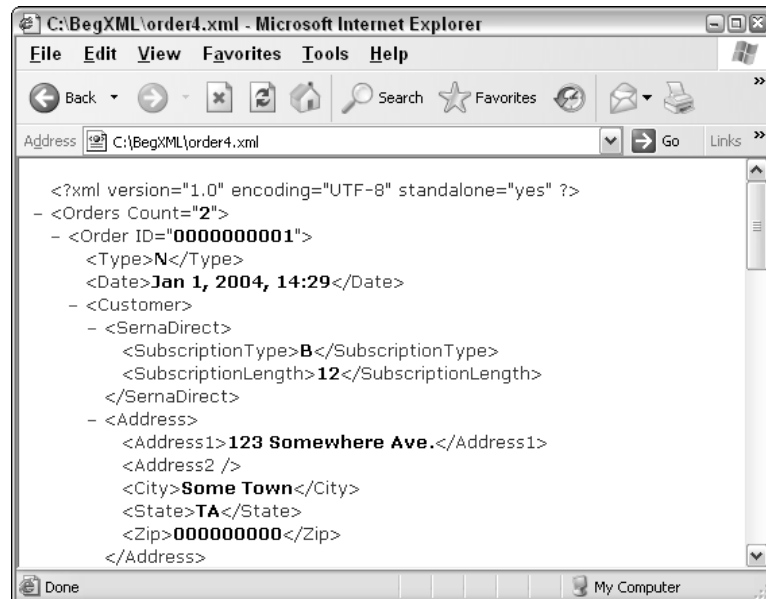 C:\BegXML\order4.xml - Microsoft Internet Explorer
File Edit View Favorites Tools Help
Back Search Favorites »
Address C:\BegXML\order4.xml Go Links »
<?xml version="1.0" encoding="UTF-8" standalone="yes" ?>
- <Orders Count="2">
- <Order ID="0000000001">
<Type>N</Type>
<Date>Jan 1, 2004, 14:29</Date>
- <Customer>
- <SernaDirect>
<SubscriptionType>B</SubscriptionType>
<SubscriptionLength>12</SubscriptionLength>
</SernaDirect>
- <Address>
<Address1>123 Somewhere Ave.</Address1>
<Address2 />
<City>Some Town</City>
<State>TA</State>
<Zip>000000000</Zip>
</Address>
Done My Computer